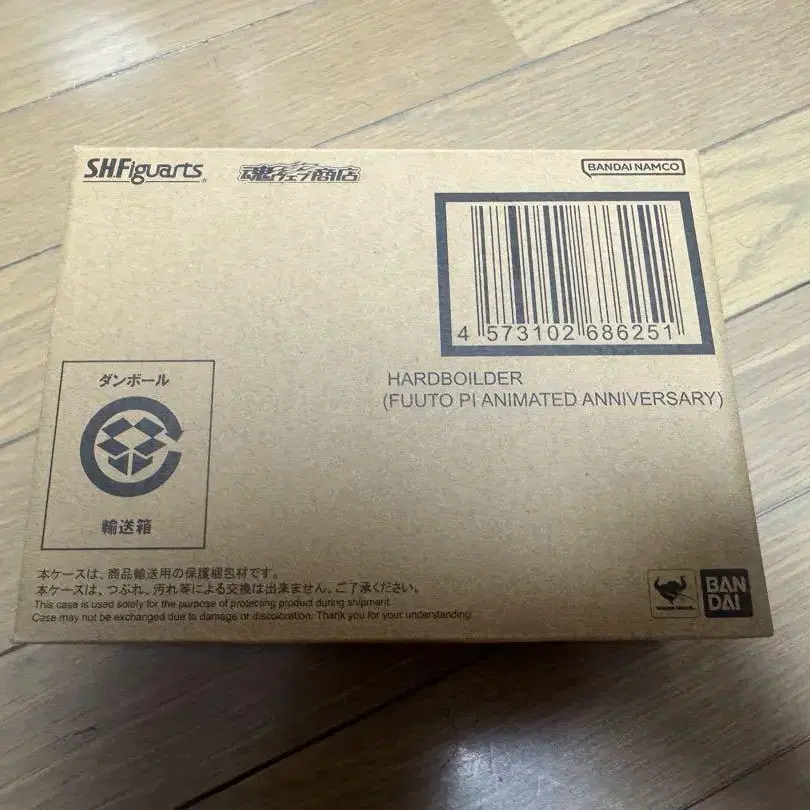 S.H.Figuarts
魂ウェブ商店
BANDAI NAMCO
4 573102 686251
HARDBOILDER
(FUUTO PI ANIMATED ANNIVERSARY)
ダンボール
輸送箱
本ケースは、商品輸送用の保護梱包材です。
本ケースは、つぶれ、汚れ等による交換は出来ません。ご了承ください。
This case is used solely for the purpose of protecting product during shipment.
Case may not be exchanged due to damage or discoloration. Thank you for your understanding.
BAN
DAI